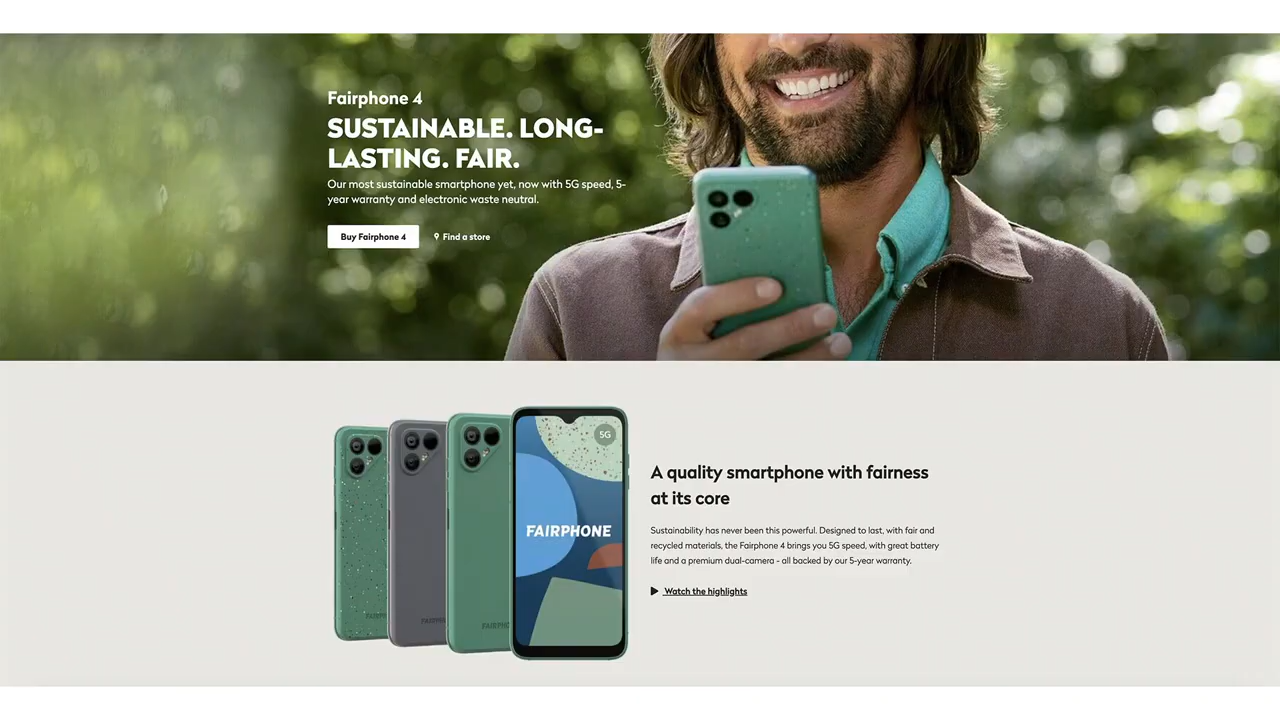 Fairphone 4
SUSTAINABLE. LONG-
LASTING. FAIR.
Our most sustainable smartphone yet, now with 5G speed, 5-
year warranty and electronic waste neutral.
Buy Fairphone 4
Find a store
5G
FAIRPHONE
A quality smartphone with fairness
at its core
Sustainability has never been this powerful. Designed to last, with fair and
recycled materials, the Fairphone 4 brings you 5G speed, with great battery
life and a premium dual-camera - all backed by our 5-year warranty.
Watch the highlights